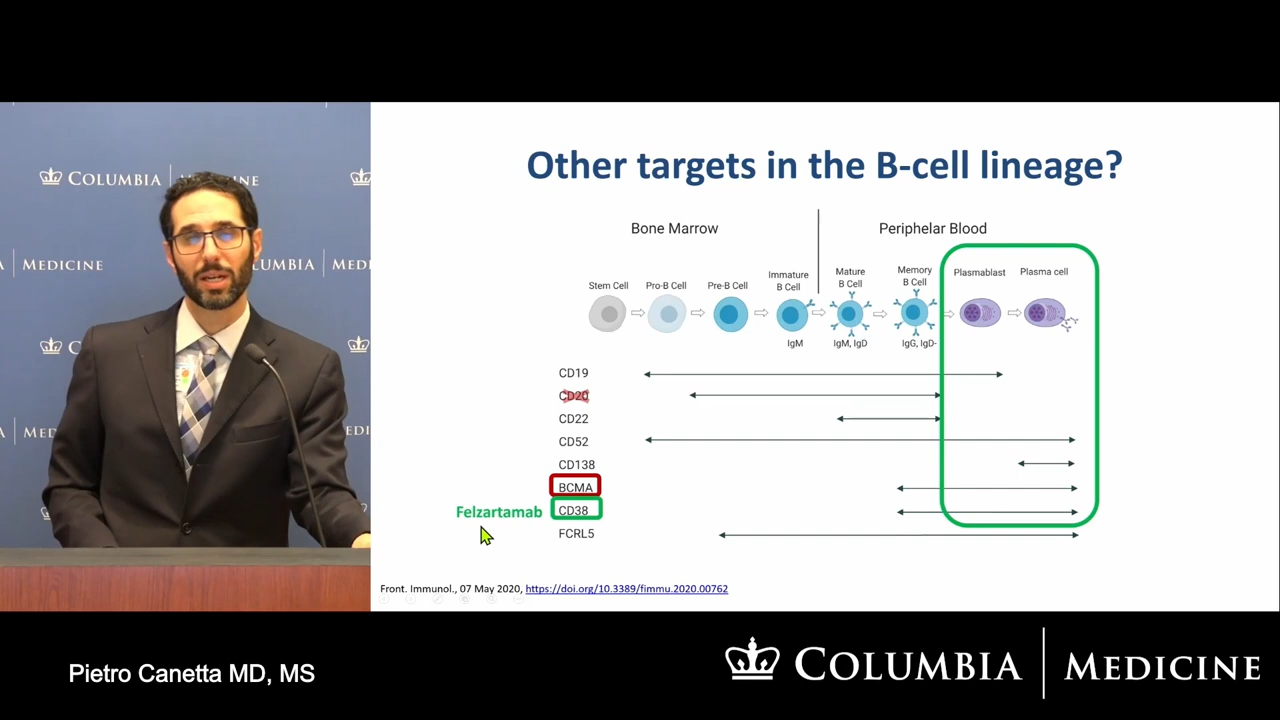 COLUMBIA
MEDICINE
COLUMBIA
Other targets in the B-cell lineage?
Bone Marrow
Periphelar Blood
Stem Cell
Pro-B Cell
Pre-B Cell
Immature
B Cell
Mature
B Cell
Memory
B Cell
Plasmablast
Plasma cell
IgM
IgM, IgD
IgG, IgD-
CD19
CD20
CD22
CD52
CD138
BCMA
Felzartamab
CD38
FCRL5
Front. Immunol., 07 May 2020, https://doi.org/10.3389/fimmu.2020.00762
Pietro Canetta MD, MS
COLUMBIA MEDICINE